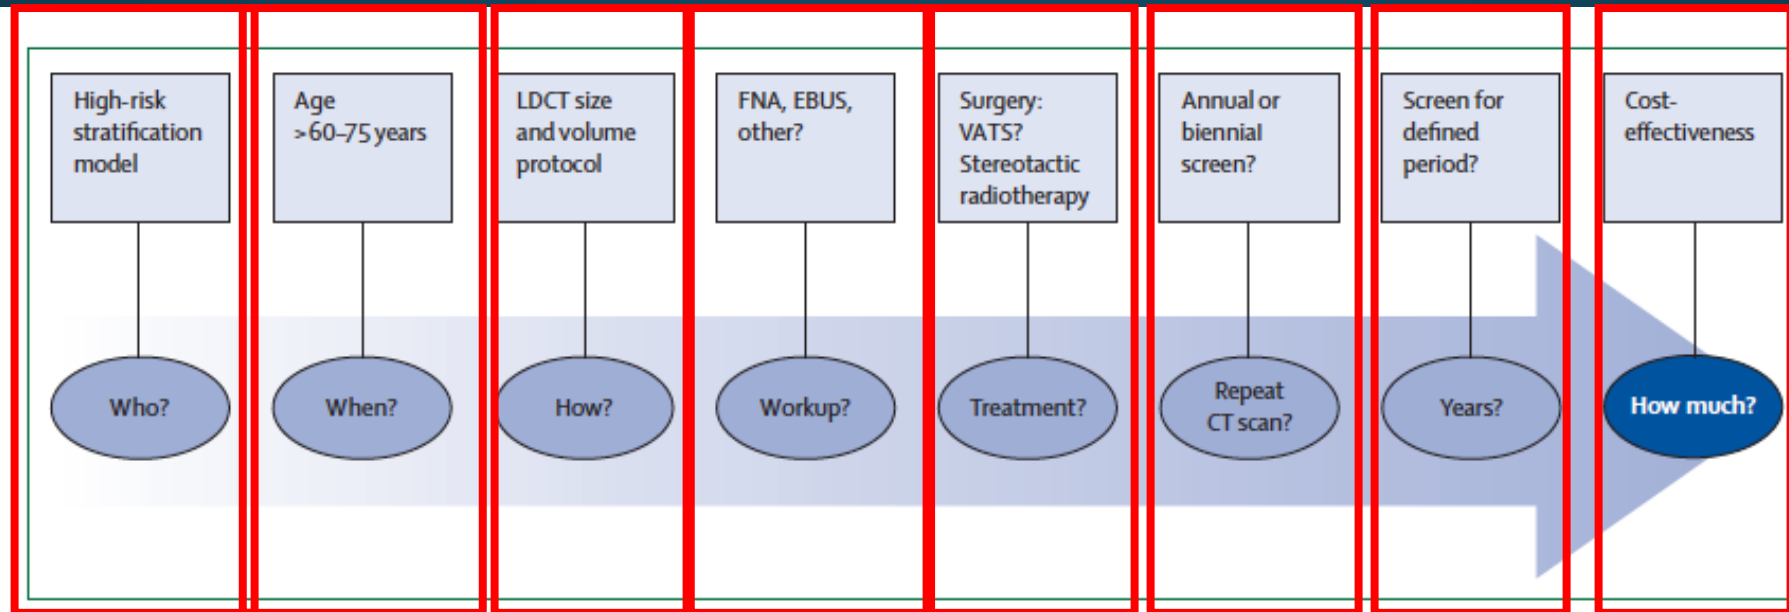 High-risk
stratification
model
Age
>60–75 years
LDCT size
and volume
protocol
FNA, EBUS,
other?
Surgery:
VATS?
Stereotactic
radiotherapy
Annual or
biennial
screen?
Screen for
defined
period?
Cost-
effectiveness
Who?
When?
How?
Workup?
Treatment?
Repeat
CT scan?
Years?
How much?